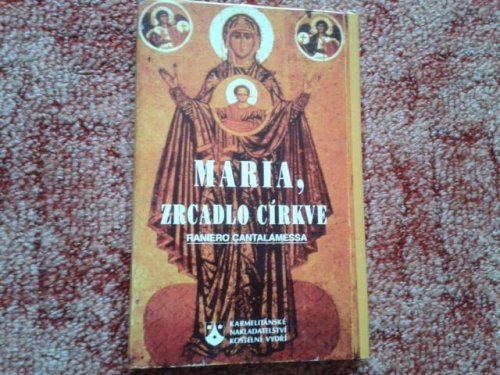 MARIA,
ZRCADLO CÍRKVE
RANIERO CANTALAMESSA
KARMELITÁNSKÉ
NAKLADATELSTVÍ
KOSTELNÍ VYDŘÍ